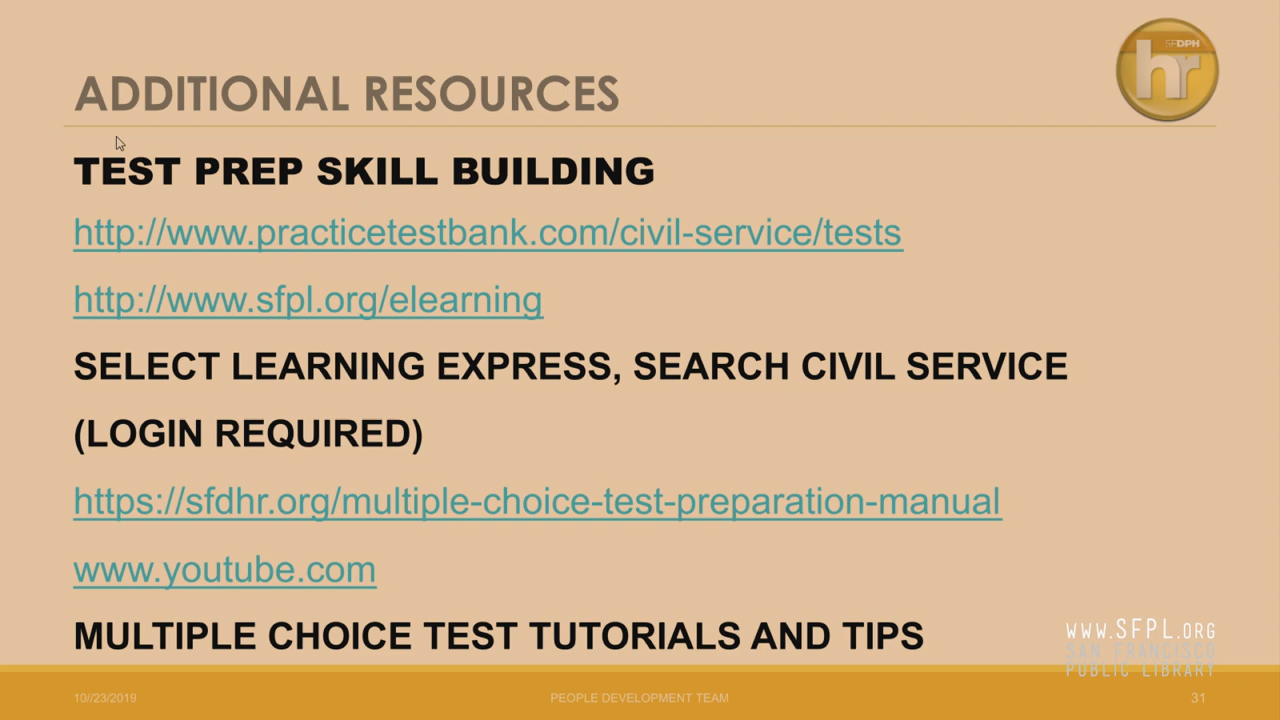 SFDPH
hr
ADDITIONAL RESOURCES
TEST PREP SKILL BUILDING
http://www.practicetestbank.com/civil-service/tests
http://www.sfpl.org/elearning
SELECT LEARNING EXPRESS, SEARCH CIVIL SERVICE
(LOGIN REQUIRED)
https://sfdhr.org/multiple-choice-test-preparation-manual
www.youtube.com
MULTIPLE CHOICE TEST TUTORIALS AND TIPS
WWW.SFPL.ORG
SAN FRANCISCO
PUBLIC LIBRARY
10//23/2019
PEOPLE DEVELOPMENT TEAM
31